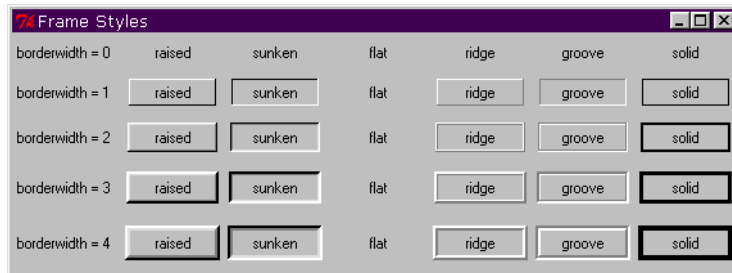 Frame Styles
borderwidth = 0 raised sunken flat ridge groove solid
borderwidth = 1 raised sunken flat ridge groove solid
borderwidth = 2 raised sunken flat ridge groove solid
borderwidth = 3 raised sunken flat ridge groove solid
borderwidth = 4 raised sunken flat ridge groove solid